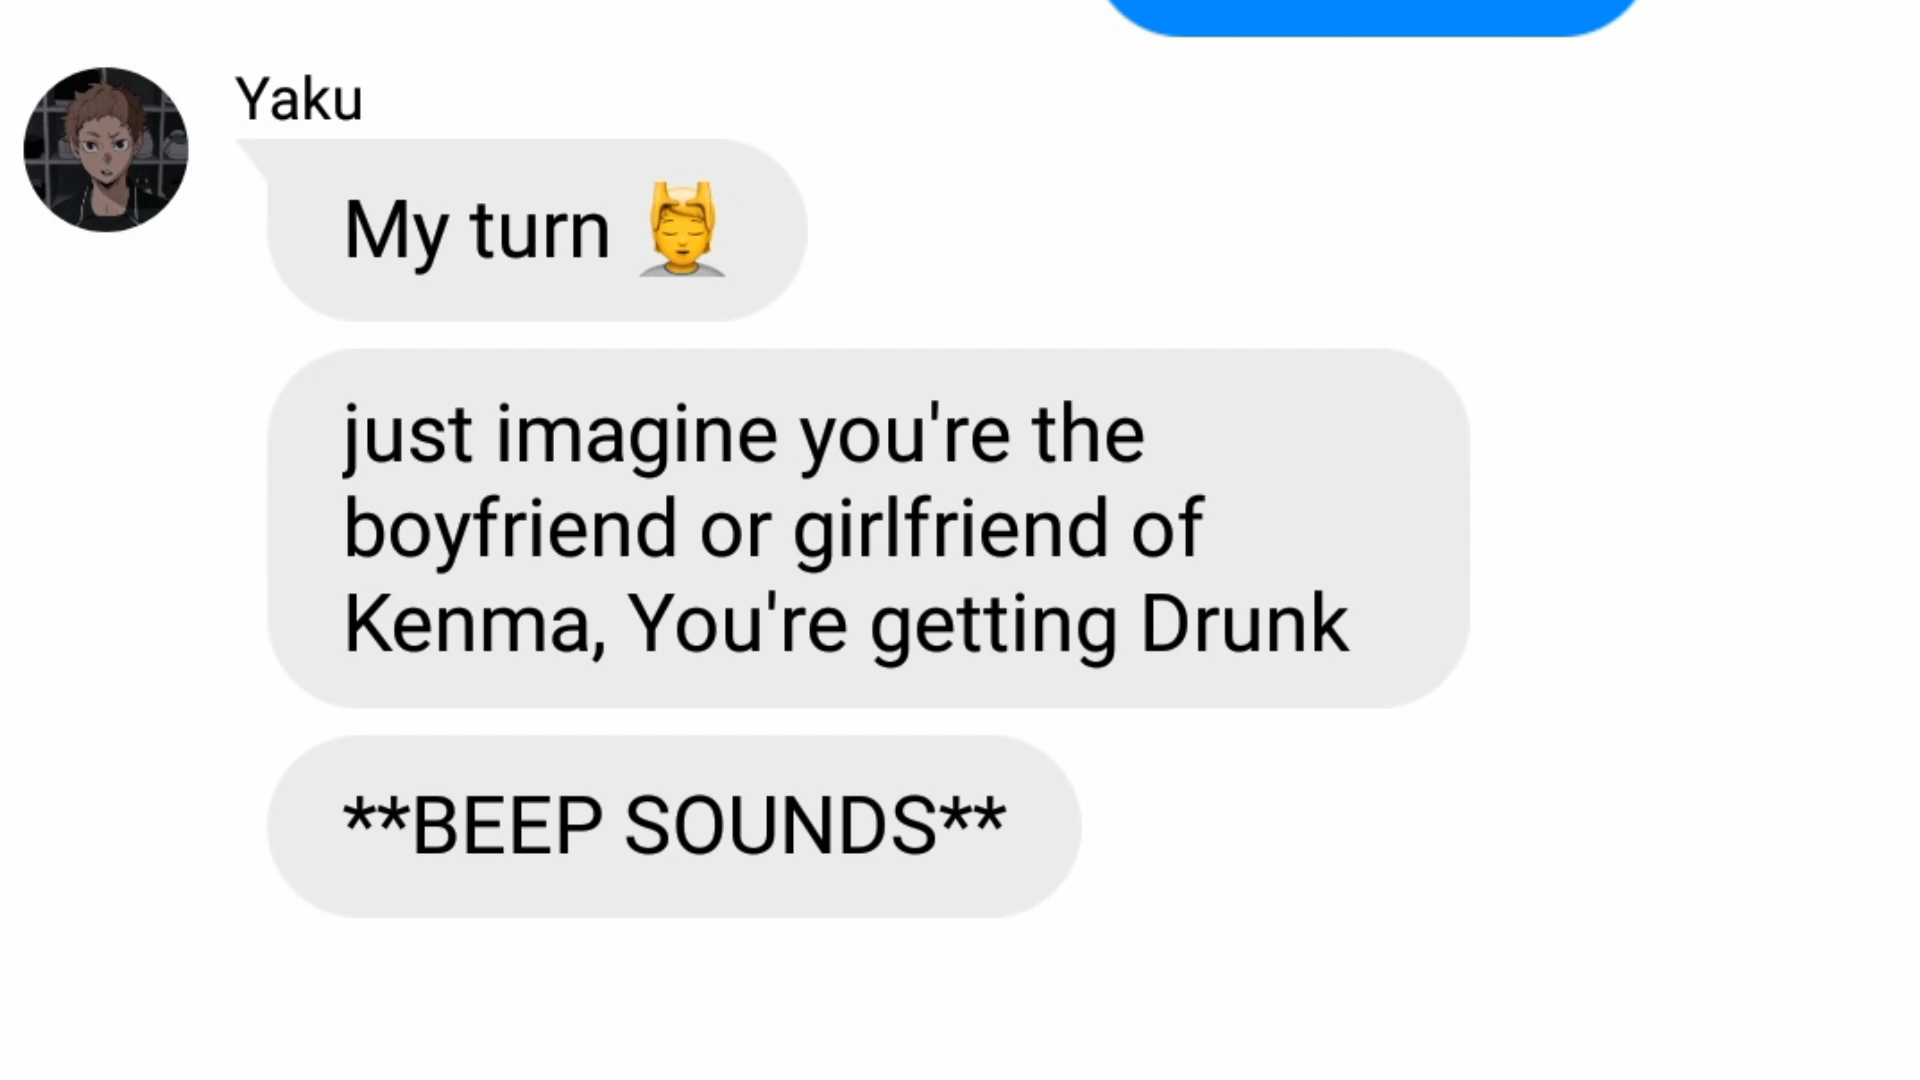 Yaku
My turn 💆
just imagine you're the
boyfriend or girlfriend of
Kenma, You're getting Drunk
**BEEP SOUNDS**